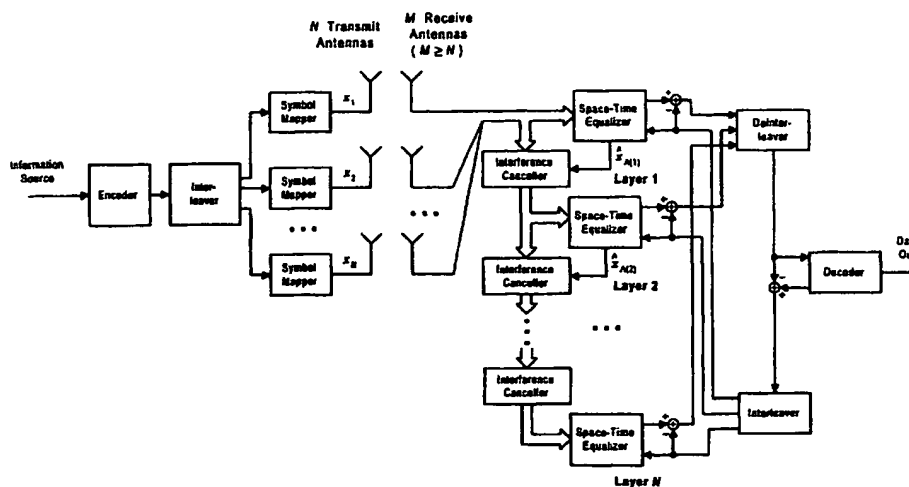 N Transmit Antennas
M Receive Antennas
( M ≥ N )
Information Source
Encoder
Inter-leaver
Symbol Mapper
x1
Symbol Mapper
x2
• • •
Symbol Mapper
xN
• • •
Space-Time Equalizer
x̂A(1)
Interference Canceller
Layer 1
Space-Time Equalizer
x̂A(2)
Interference Canceller
Layer 2
• • •
Interference Canceller
Space-Time Equalizer
Layer N
+
−
+
−
+
−
Deinter-leaver
Decoder
−
+
Interleaver